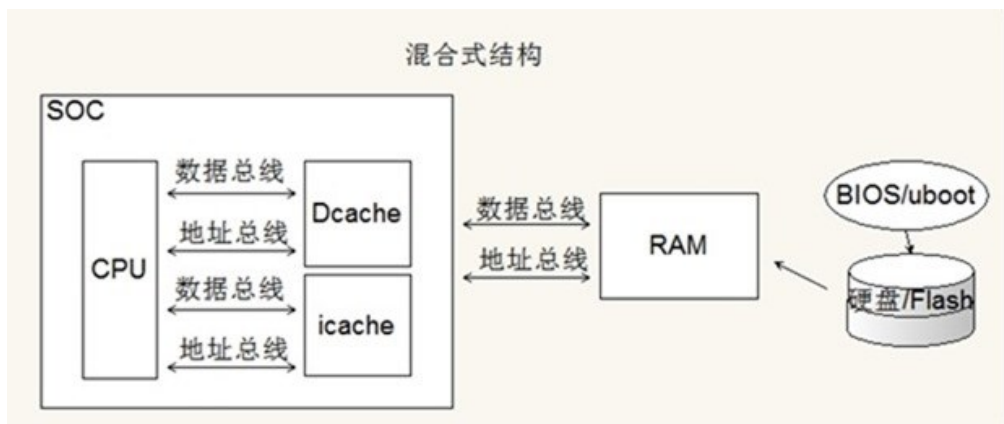 混合式结构
SOC
CPU
数据总线
地址总线
数据总线
地址总线
Dcache
icache
数据总线
地址总线
RAM
BIOS/uboot
硬盘/Flash